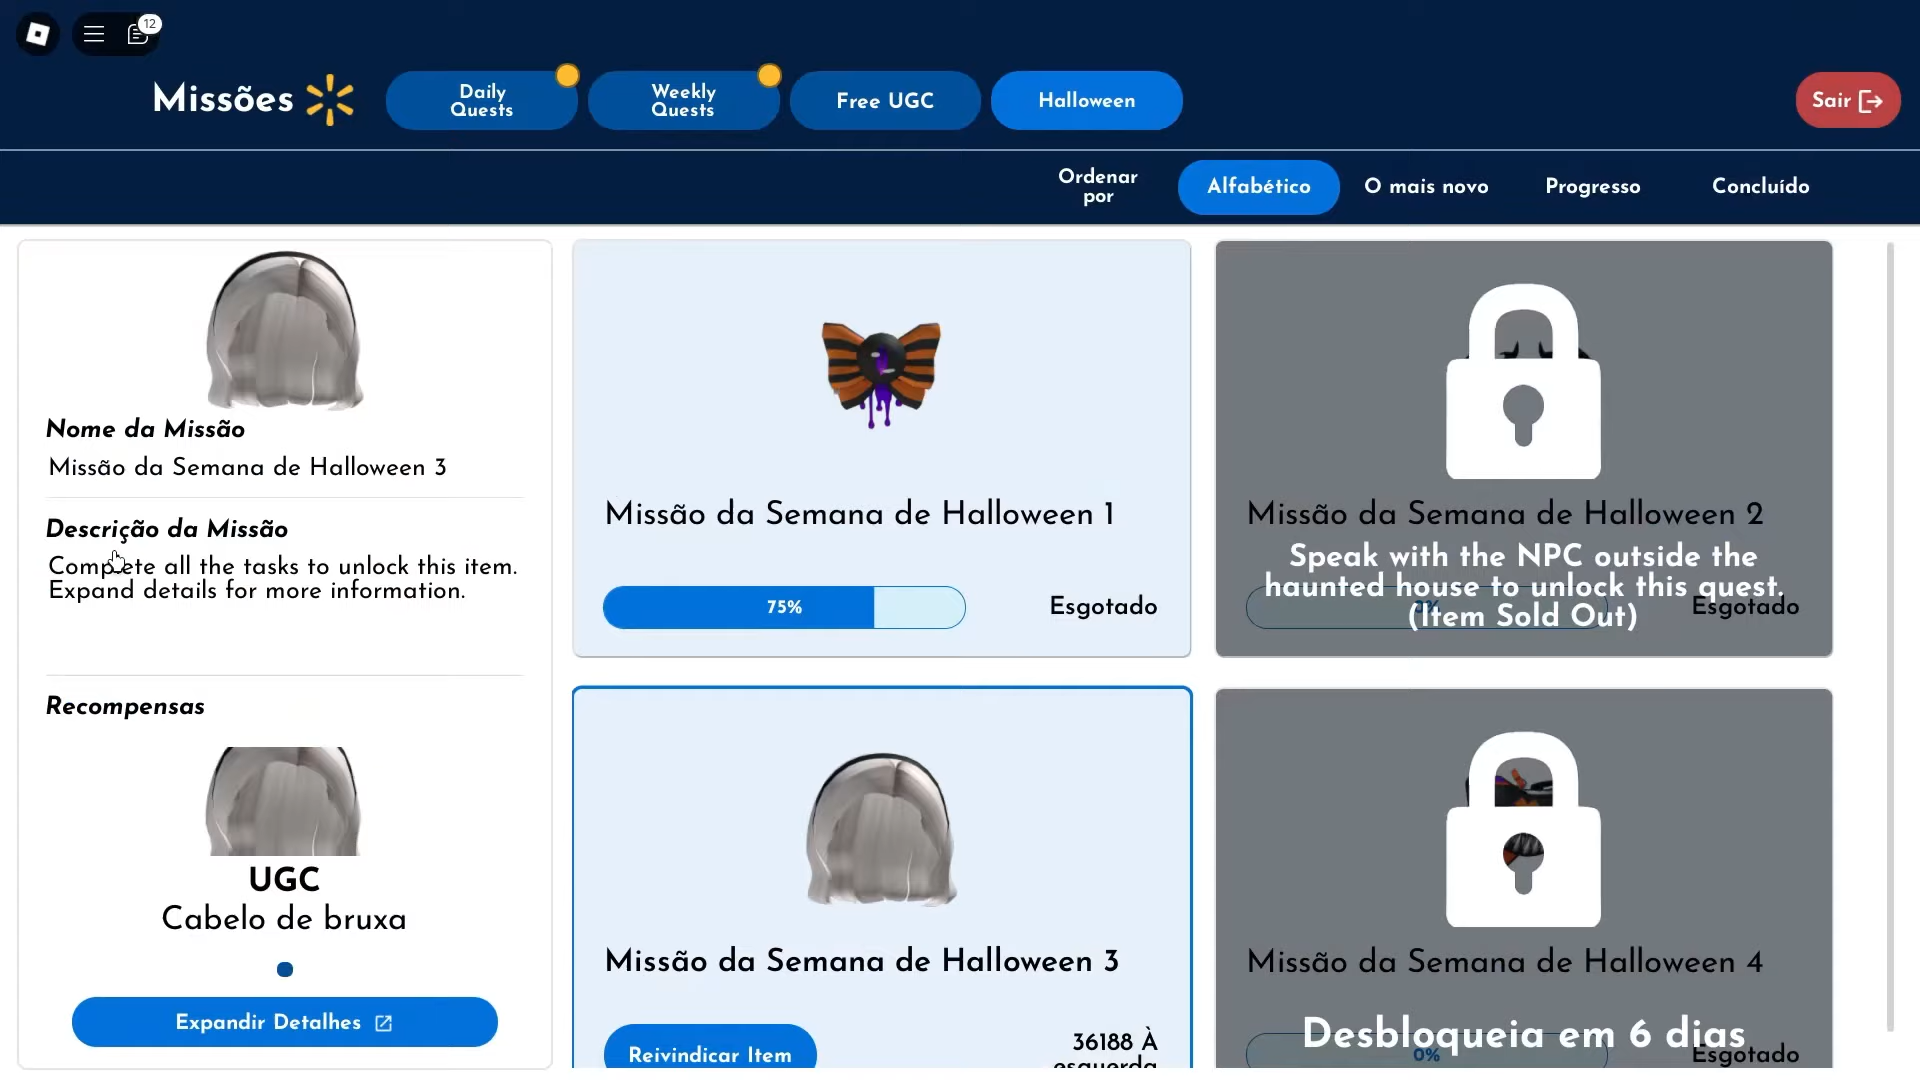 12
Missões
Daily
Quests
Weekly
Quests
Free UGC
Halloween
Sair
Ordenar
por
Alfabético
O mais novo
Progresso
Concluído
Nome da Missão
Missão da Semana de Halloween 3
Descrição da Missão
Complete all the tasks to unlock this item.
Expand details for more information.
Recompensas
UGC
Cabelo de bruxa
Expandir Detalhes
Missão da Semana de Halloween 1
75%
Esgotado
Missão da Semana de Halloween 2
Speak with the NPC outside the
haunted house to unlock this quest.
(Item Sold Out)
Esgotado
Missão da Semana de Halloween 3
Reivindicar Item
36188 À
esquerda
Missão da Semana de Halloween 4
Desbloqueia em 6 dias
0%
Esgotado